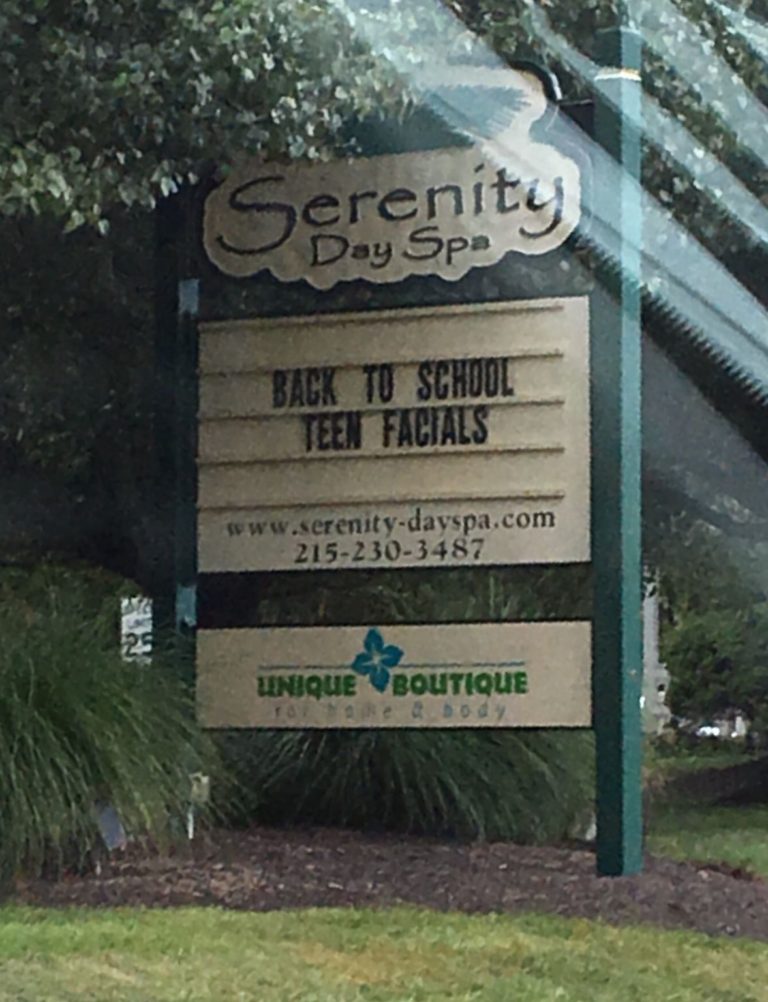 Serenity
Day Spa
BACK TO SCHOOL
TEEN FACIALS
www.serenity-dayspa.com
215-230-3487
UNIQUE BOUTIQUE
for home & body
25